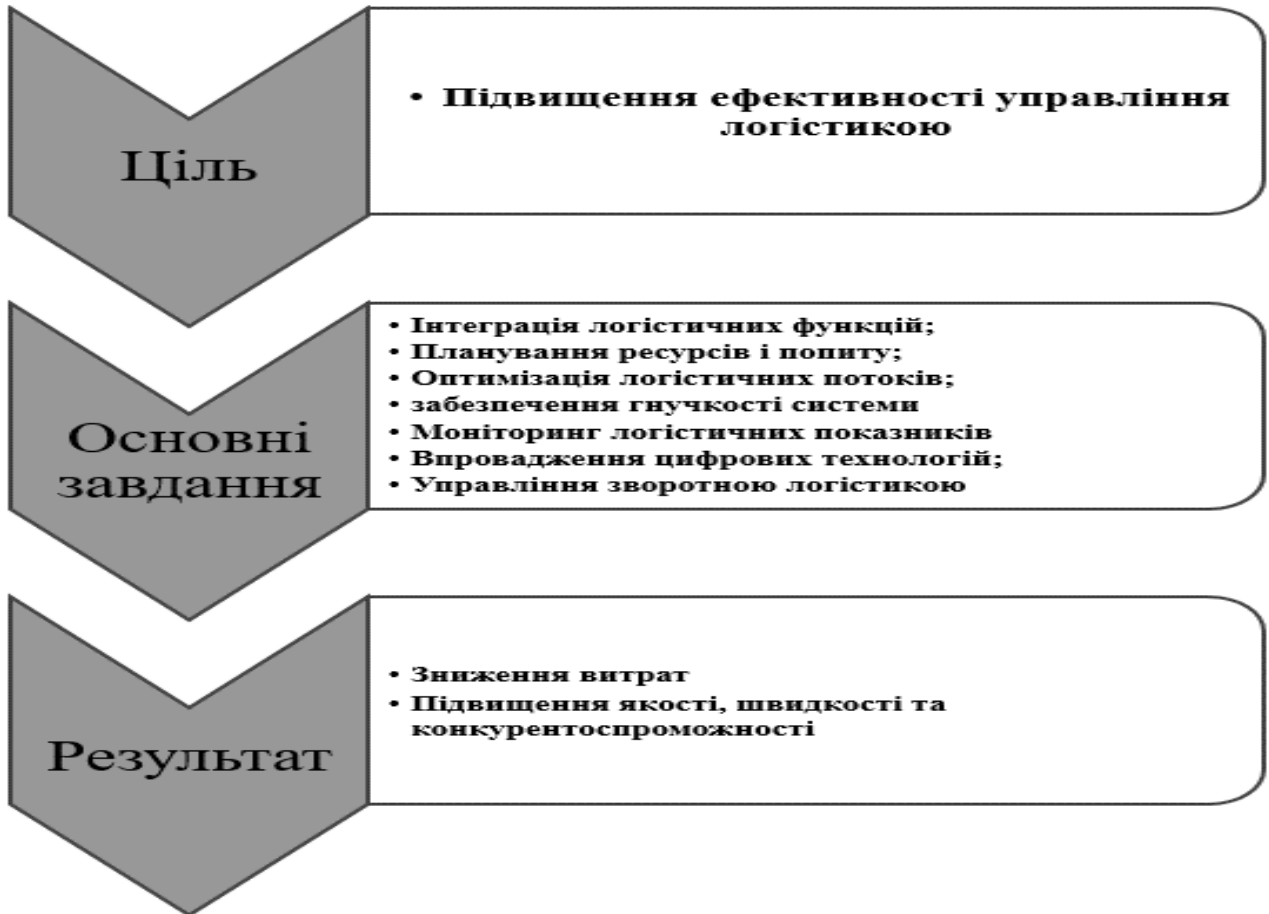 Ціль
• Підвищення ефективності управління
логістикою
Основні
завдання
• Інтеграція логістичних функцій;
• Планування ресурсів і попиту;
• Оптимізація логістичних потоків;
• забезпечення гнучкості системи
• Моніторинг логістичних показників
• Впровадження цифрових технологій;
• Управління зворотною логістикою
Результат
• Зниження витрат
• Підвищення якості, швидкості та
конкурентоспроможності